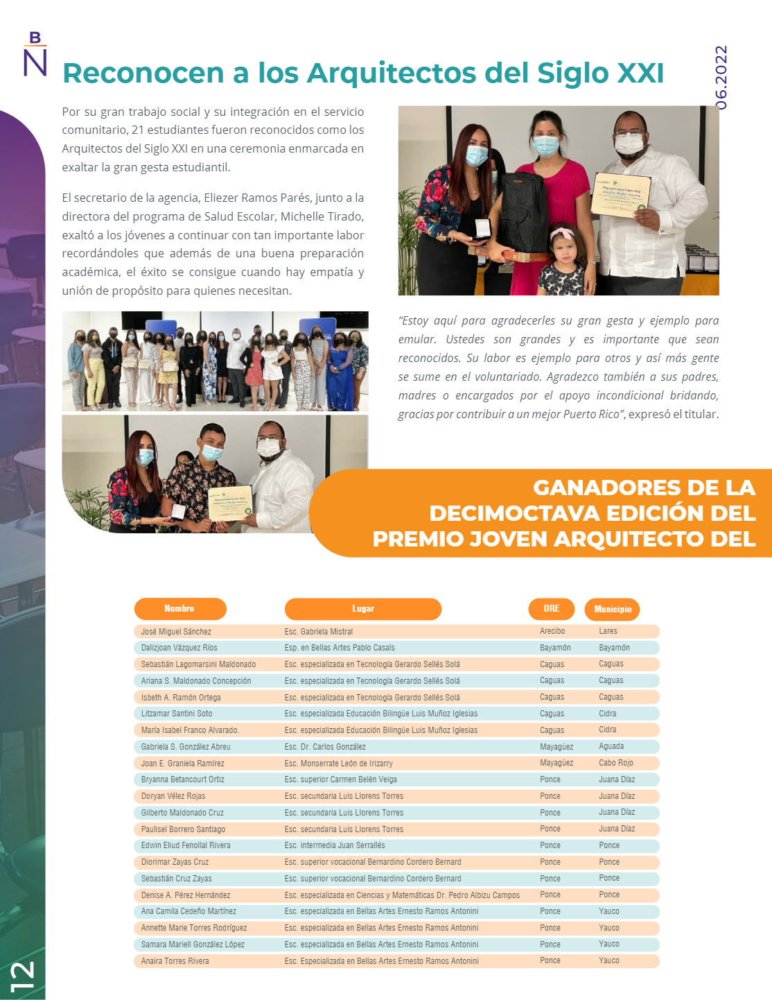 B
N
06.2022
Reconocen a los Arquitectos del Siglo XXI
Por su gran trabajo social y su integración en el servicio
comunitario, 21 estudiantes fueron reconocidos como los
Arquitectos del Siglo XXI en una ceremonia enmarcada en
exaltar la gran gesta estudiantil.
El secretario de la agencia, Eliezer Ramos Parés, junto a la
directora del programa de Salud Escolar, Michelle Tirado,
exaltó a los jóvenes a continuar con tan importante labor
recordándoles que además de una buena preparación
académica, el éxito se consigue cuando hay empatía y
unión de propósito para quienes necesitan.
Reconocimiento
“Estoy aquí para agradecerles su gran gesta y ejemplo para
emular. Ustedes son grandes y es importante que sean
reconocidos. Su labor es ejemplo para otros y así más gente
se sume en el voluntariado. Agradezco también a sus padres,
madres o encargados por el apoyo incondicional bridando,
gracias por contribuir a un mejor Puerto Rico”, expresó el titular.
GANADORES DE LA
DECIMOCTAVA EDICIÓN DEL
PREMIO JOVEN ARQUITECTO DEL
Nombre Lugar ORE Municipio
José Miguel Sánchez Esc. Gabriela Mistral Arecibo Lares
Dalizjoan Vázquez Ríos Esp. en Bellas Artes Pablo Casals Bayamón Bayamón
Sebastián Lagomarsini Maldonado Esc. especializada en Tecnología Gerardo Sellés Solá Caguas Caguas
Ariana S. Maldonado Concepción Esc. especializada en Tecnología Gerardo Sellés Solá Caguas Caguas
Isbeth A. Ramón Ortega Esc. especializada en Tecnología Gerardo Sellés Solá Caguas Caguas
Litzamar Santini Soto Esc. especializada Educación Bilingüe Luis Muñoz Iglesias Caguas Cidra
María Isabel Franco Alvarado. Esc. especializada Educación Bilingüe Luis Muñoz Iglesias Caguas Cidra
Gabriela S. González Abreu Esc. Dr. Carlos González Mayagüez Aguada
Joan E. Graniela Ramírez Esc. Monserrate León de Irizarry Mayagüez Cabo Rojo
Bryanna Betancourt Ortiz Esc. superior Carmen Belén Veiga Ponce Juana Díaz
Doryan Vélez Rojas Esc. secundaria Luis Llorens Torres Ponce Juana Díaz
Gilberto Maldonado Cruz Esc. secundaria Luis Llorens Torres Ponce Juana Díaz
Paulisel Borrero Santiago Esc. secundaria Luis Llorens Torres Ponce Juana Díaz
Edwin Eliud Fenollal Rivera Esc. intermedia Juan Serrallés Ponce Ponce
Diorimar Zayas Cruz Esc. superior vocacional Bernardino Cordero Bernard Ponce Ponce
Sebastián Cruz Zayas Esc. superior vocacional Bernardino Cordero Bernard Ponce Ponce
Denise A. Pérez Hernández Esc. especializada en Ciencias y Matemáticas Dr. Pedro Albizu Campos Ponce Ponce
Ana Camila Cedeño Martínez Esc. especializada en Bellas Artes Ernesto Ramos Antonini Ponce Yauco
Annette Marie Torres Rodríguez Esc. especializada en Bellas Artes Ernesto Ramos Antonini Ponce Yauco
Samara Mariell González López Esc. especializada en Bellas Artes Ernesto Ramos Antonini Ponce Yauco
Anaira Torres Rivera Esc. Especializada en Bellas Artes Ernesto Ramos Antonini Ponce Yauco
12